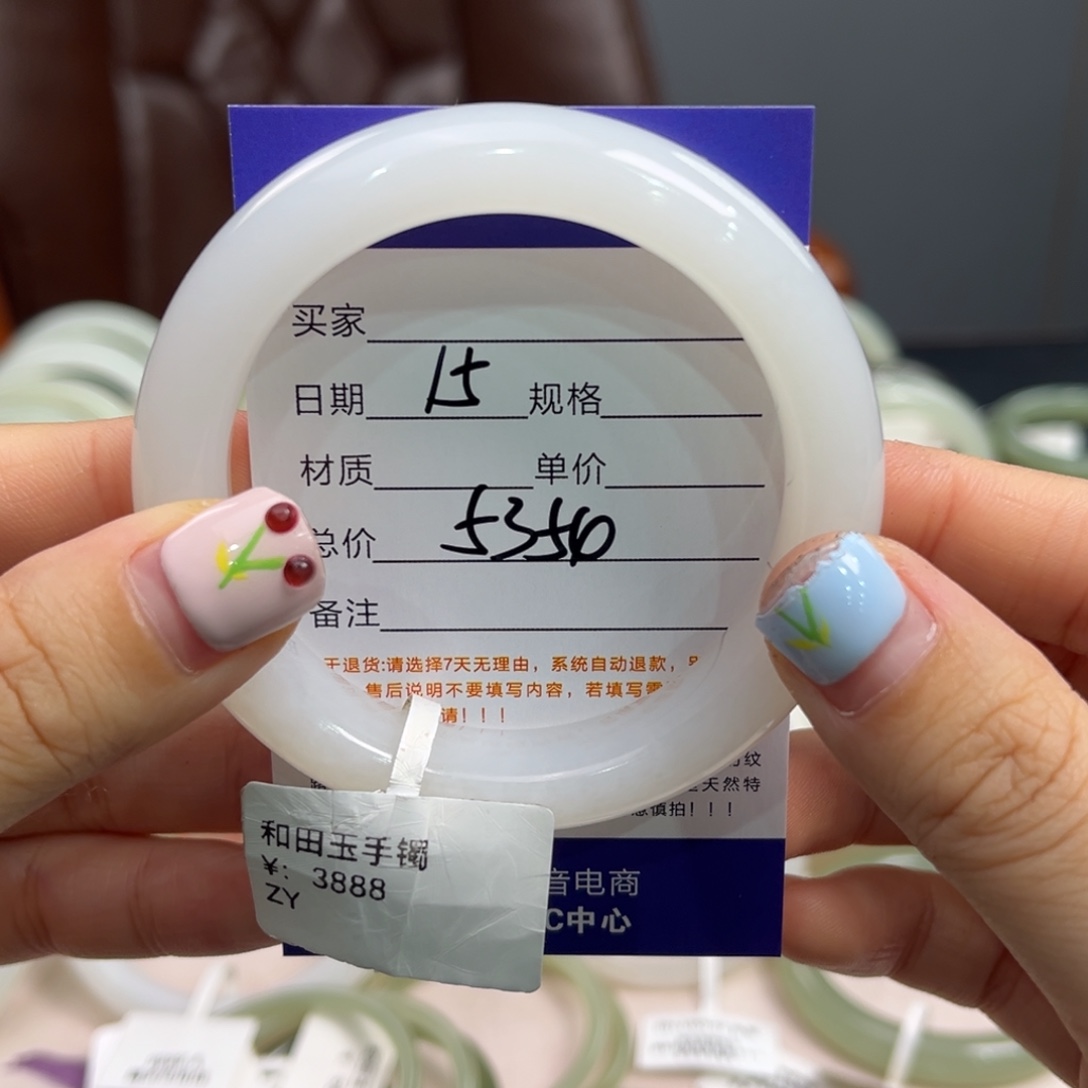 买家
日期 15 规格
材质 单价
总价 5350
备注
退货:请选择7天无理由，系统自动退款，
售后说明不要填写内容，若填写
请！！！
纹
天然特
慎拍！！！
和田玉手镯
¥: 3888
ZY
音电商
C中心